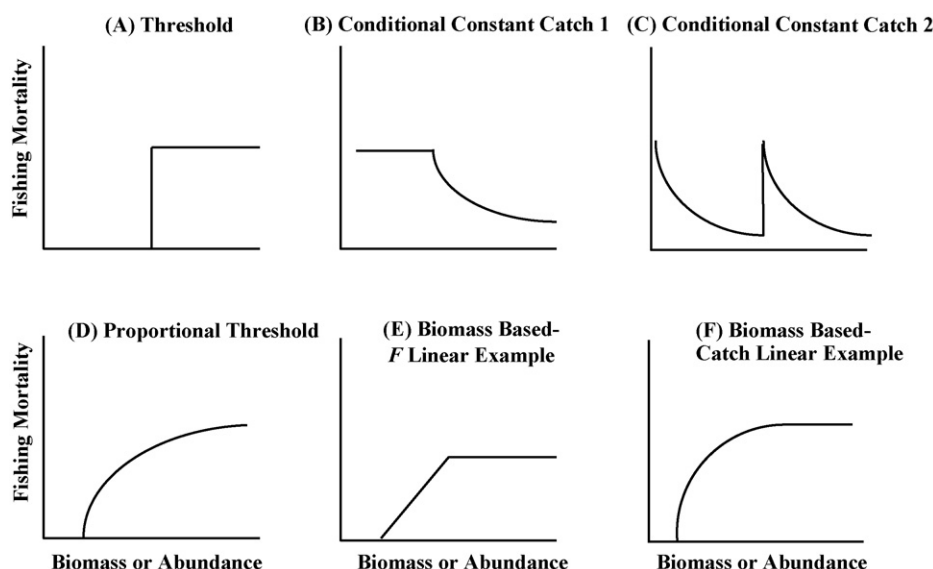 (A) Threshold
(B) Conditional Constant Catch 1
(C) Conditional Constant Catch 2
Fishing Mortality
(D) Proportional Threshold
(E) Biomass Based-
F Linear Example
(F) Biomass Based-
Catch Linear Example
Fishing Mortality
Biomass or Abundance
Biomass or Abundance
Biomass or Abundance